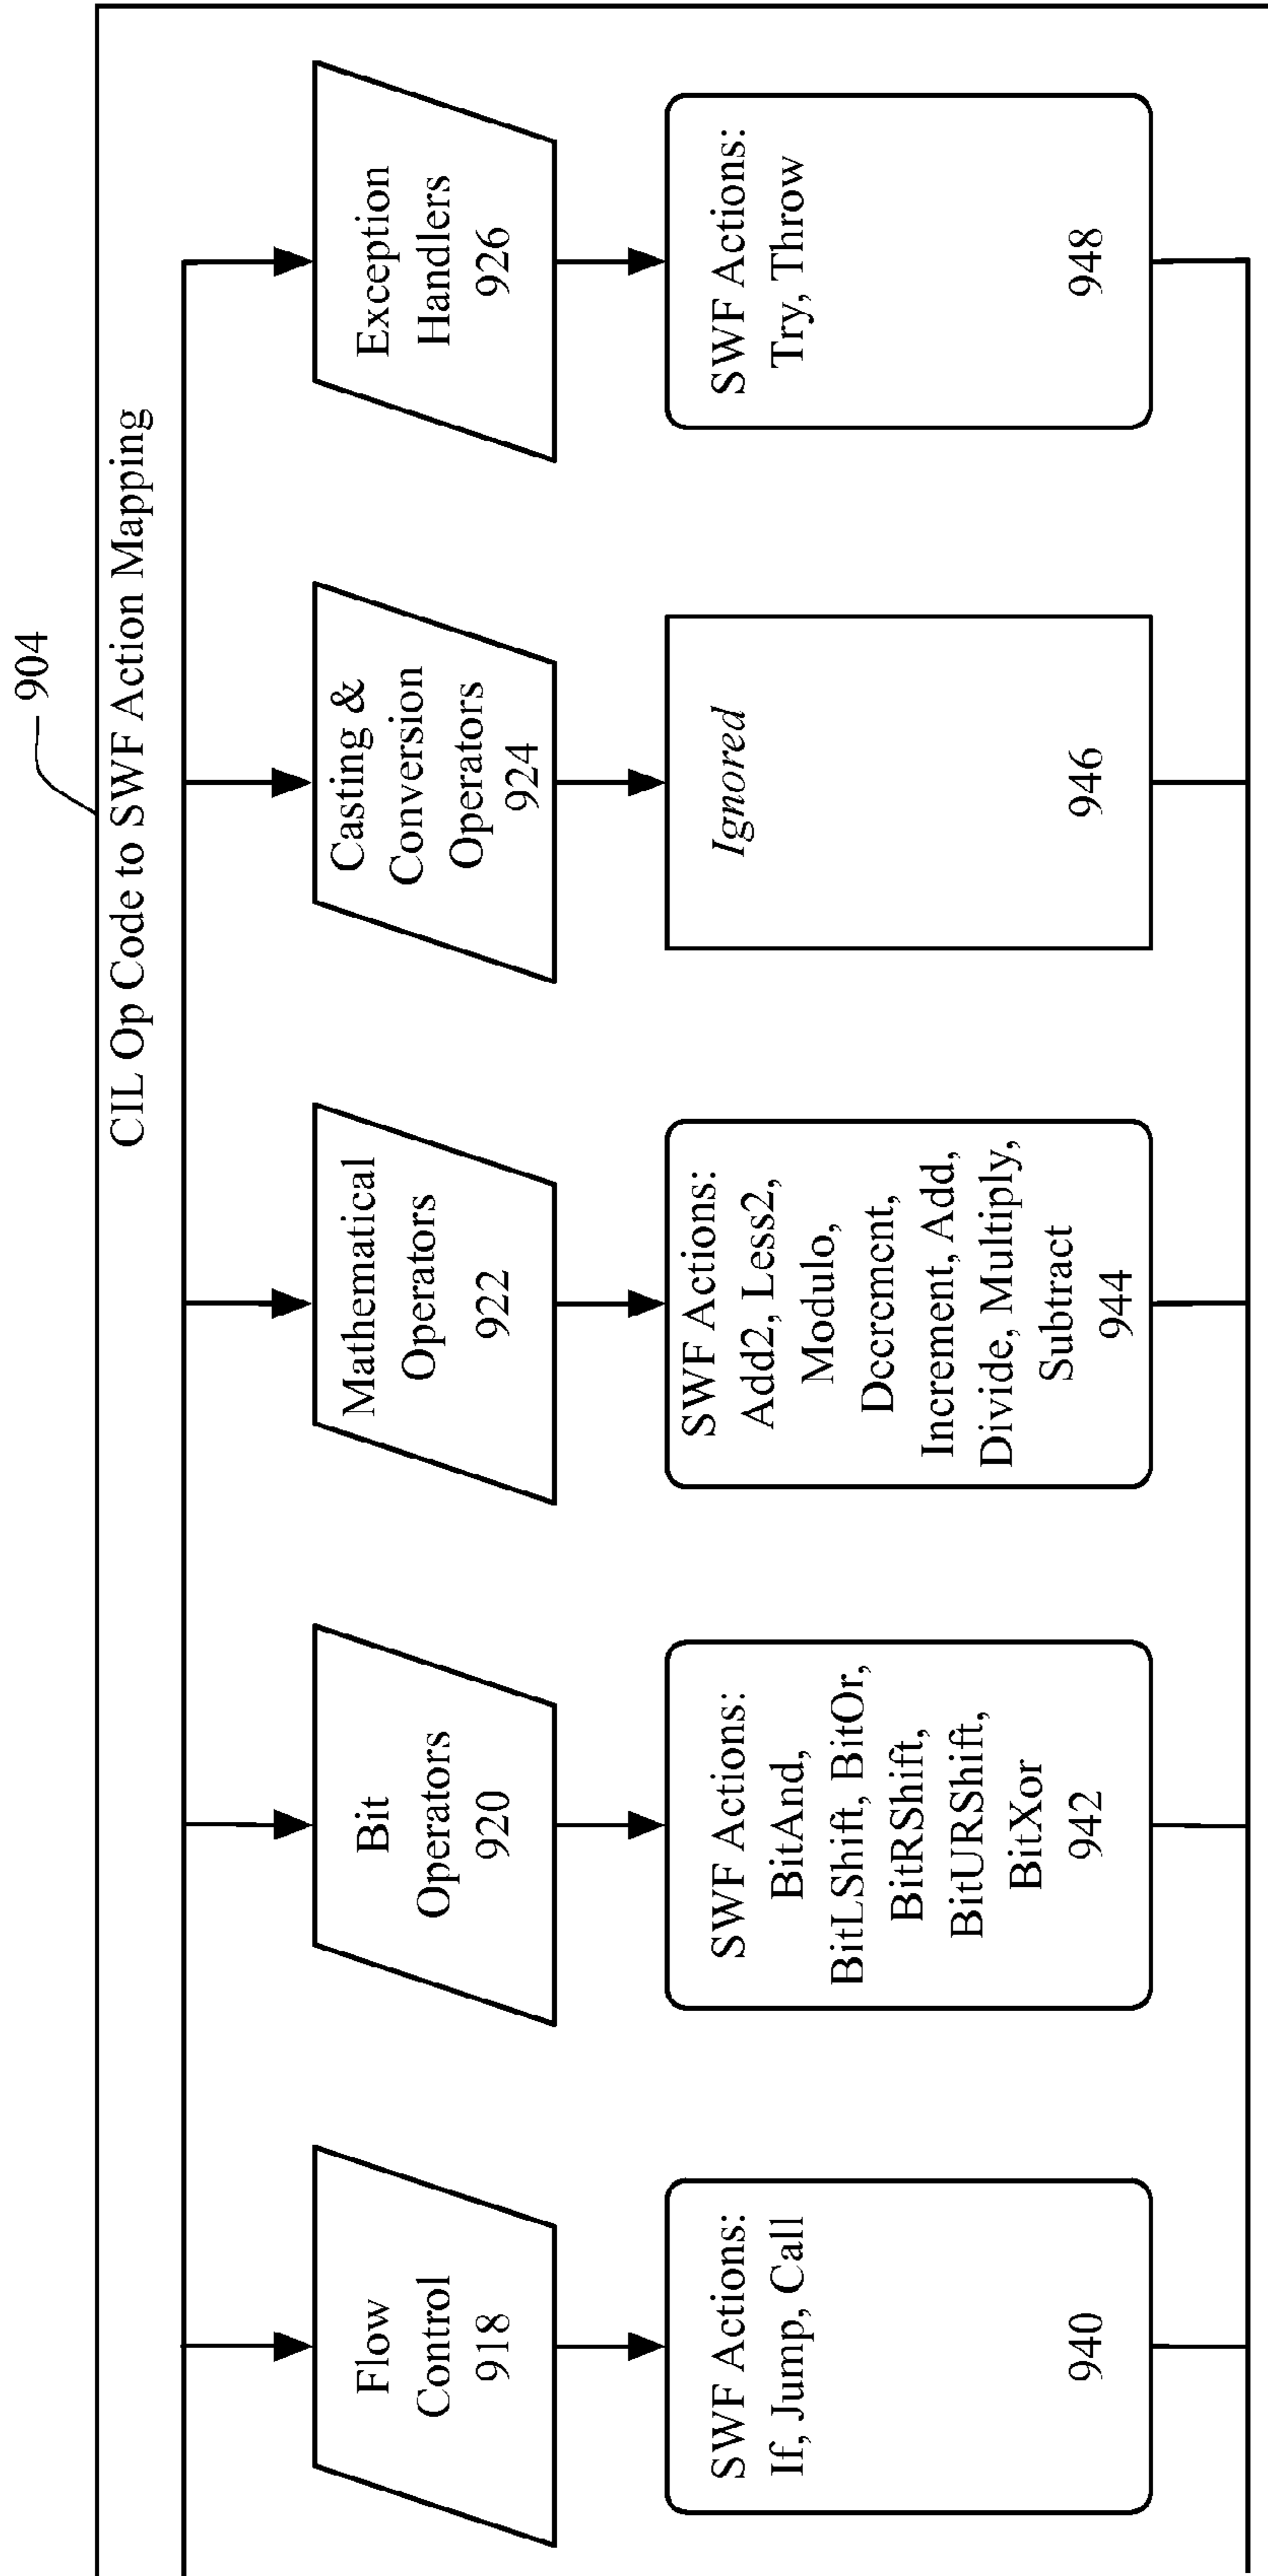 904
CIL Op Code to SWF Action Mapping
Flow
Control
918
Bit
Operators
920
Mathematical
Operators
922
Casting &
Conversion
Operators
924
Exception
Handlers
926
SWF Actions:
If, Jump, Call
940
SWF Actions:
BitAnd,
BitLShift, BitOr,
BitRShift,
BitURShift,
BitXor
942
SWF Actions:
Add2, Less2,
Modulo,
Decrement,
Increment, Add,
Divide, Multiply,
Subtract
944
Ignored
946
SWF Actions:
Try, Throw
948